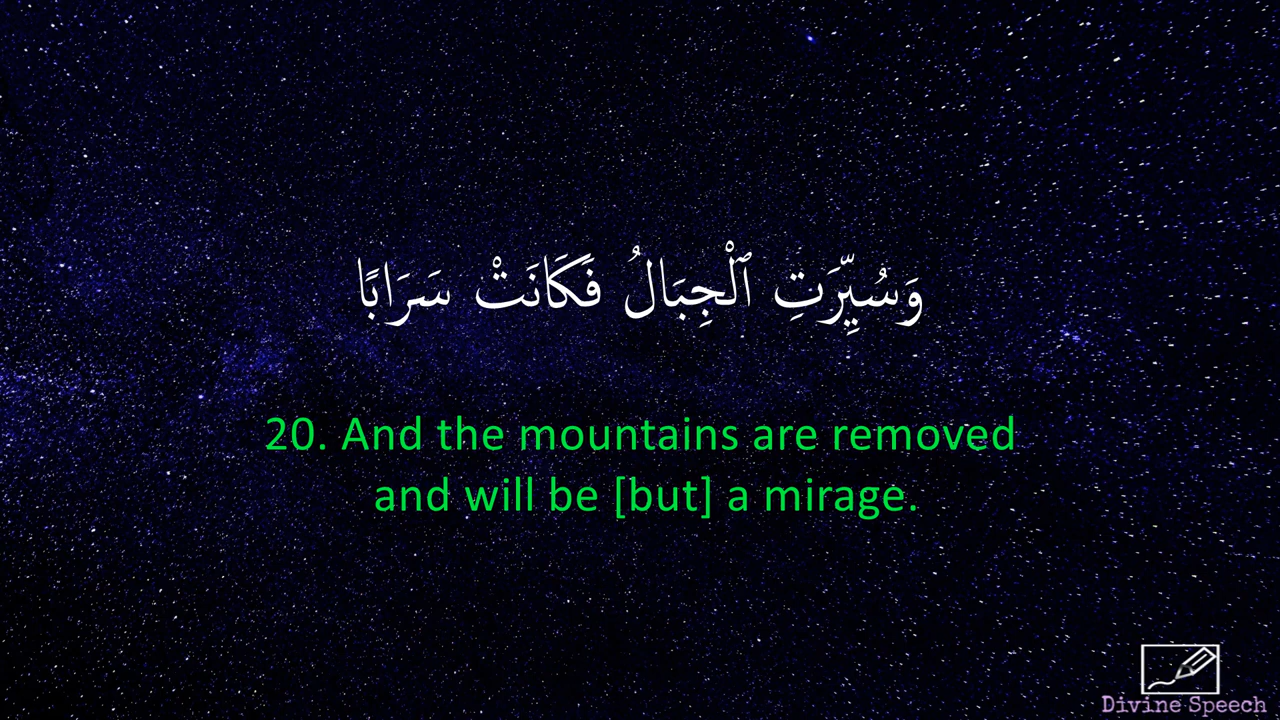 وَسُيِّرَتِ ٱلْجِبَالُ فَكَانَتْ سَرَابًا
20. And the mountains are removed
and will be [but] a mirage.
Divine Speech